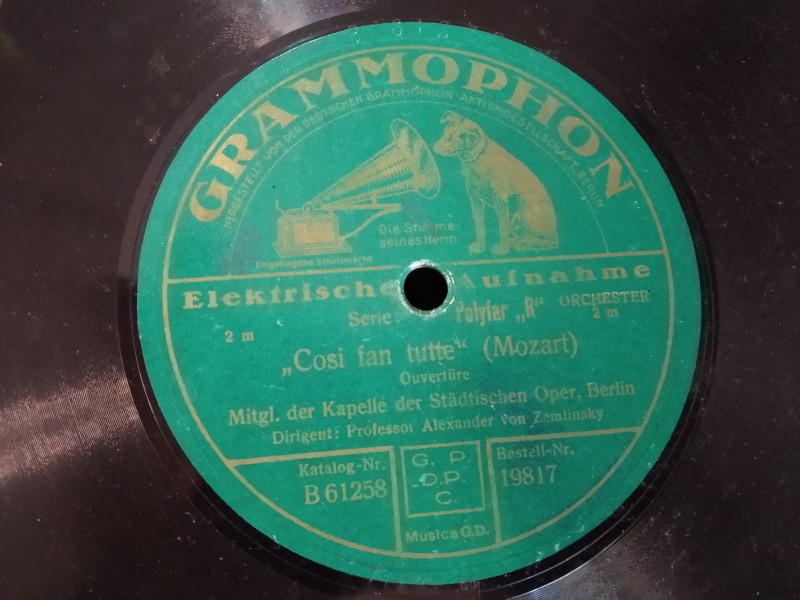 GRAMMOPHON
HERGESTELLT VON DER DEUTSCHEN GRAMMOPHON-AKTIENGESELLSCHAFT, BERLIN
Die Stimme
seines Herrn
Eingetragene Schutzmarke
Elektrische Aufnahme
Serie Polyfar „R“ ORCHESTER
2 m 2 m
„Cosi fan tutte“ (Mozart)
Ouvertüre
Mitgl. der Kapelle der Städtischen Oper, Berlin
Dirigent: Professor Alexander von Zemlinsky
Katalog-Nr.
B 61258
G. P.
D.P.
C.
Bestell-Nr.
19817
Musica G.D.